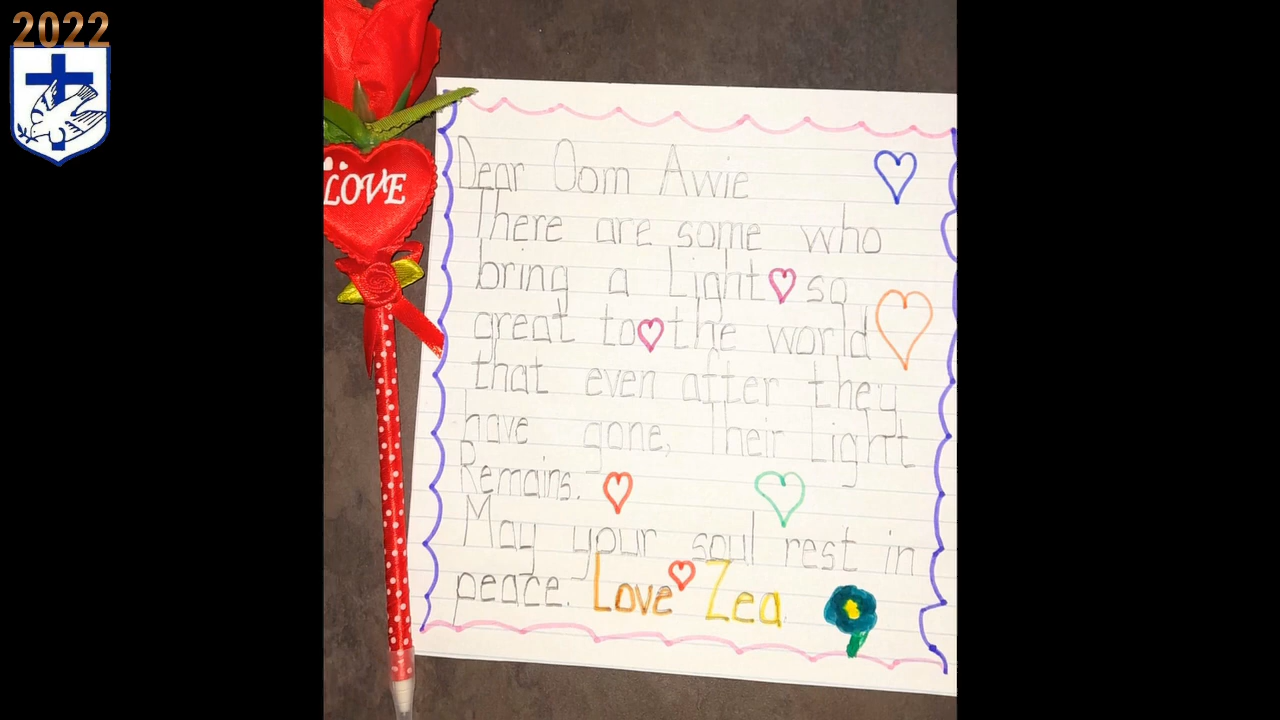 2022
LOVE
Dear Oom Awie
There are some who
bring a Light so
great to the world
that even after they
have gone, Their Light
Remains.
May your soul rest in
peace. Love Zea